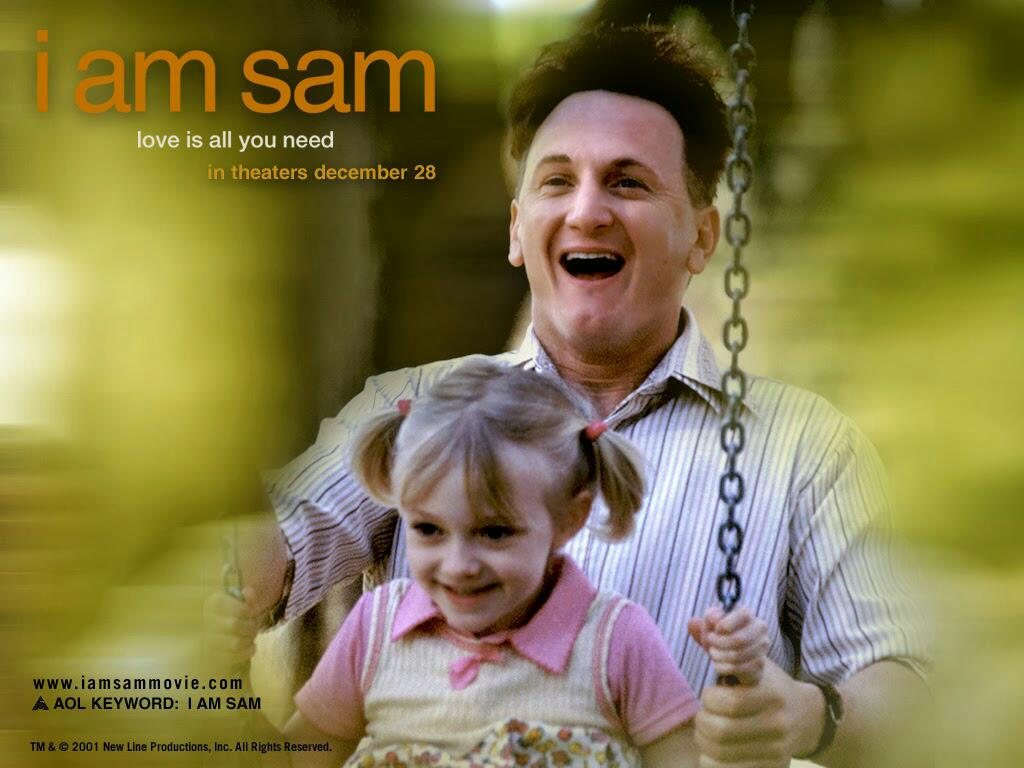 i am sam
love is all you need
in theaters december 28
www.iamsammovie.com
AOL KEYWORD: I AM SAM
TM & © 2001 New Line Productions, Inc. All Rights Reserved.